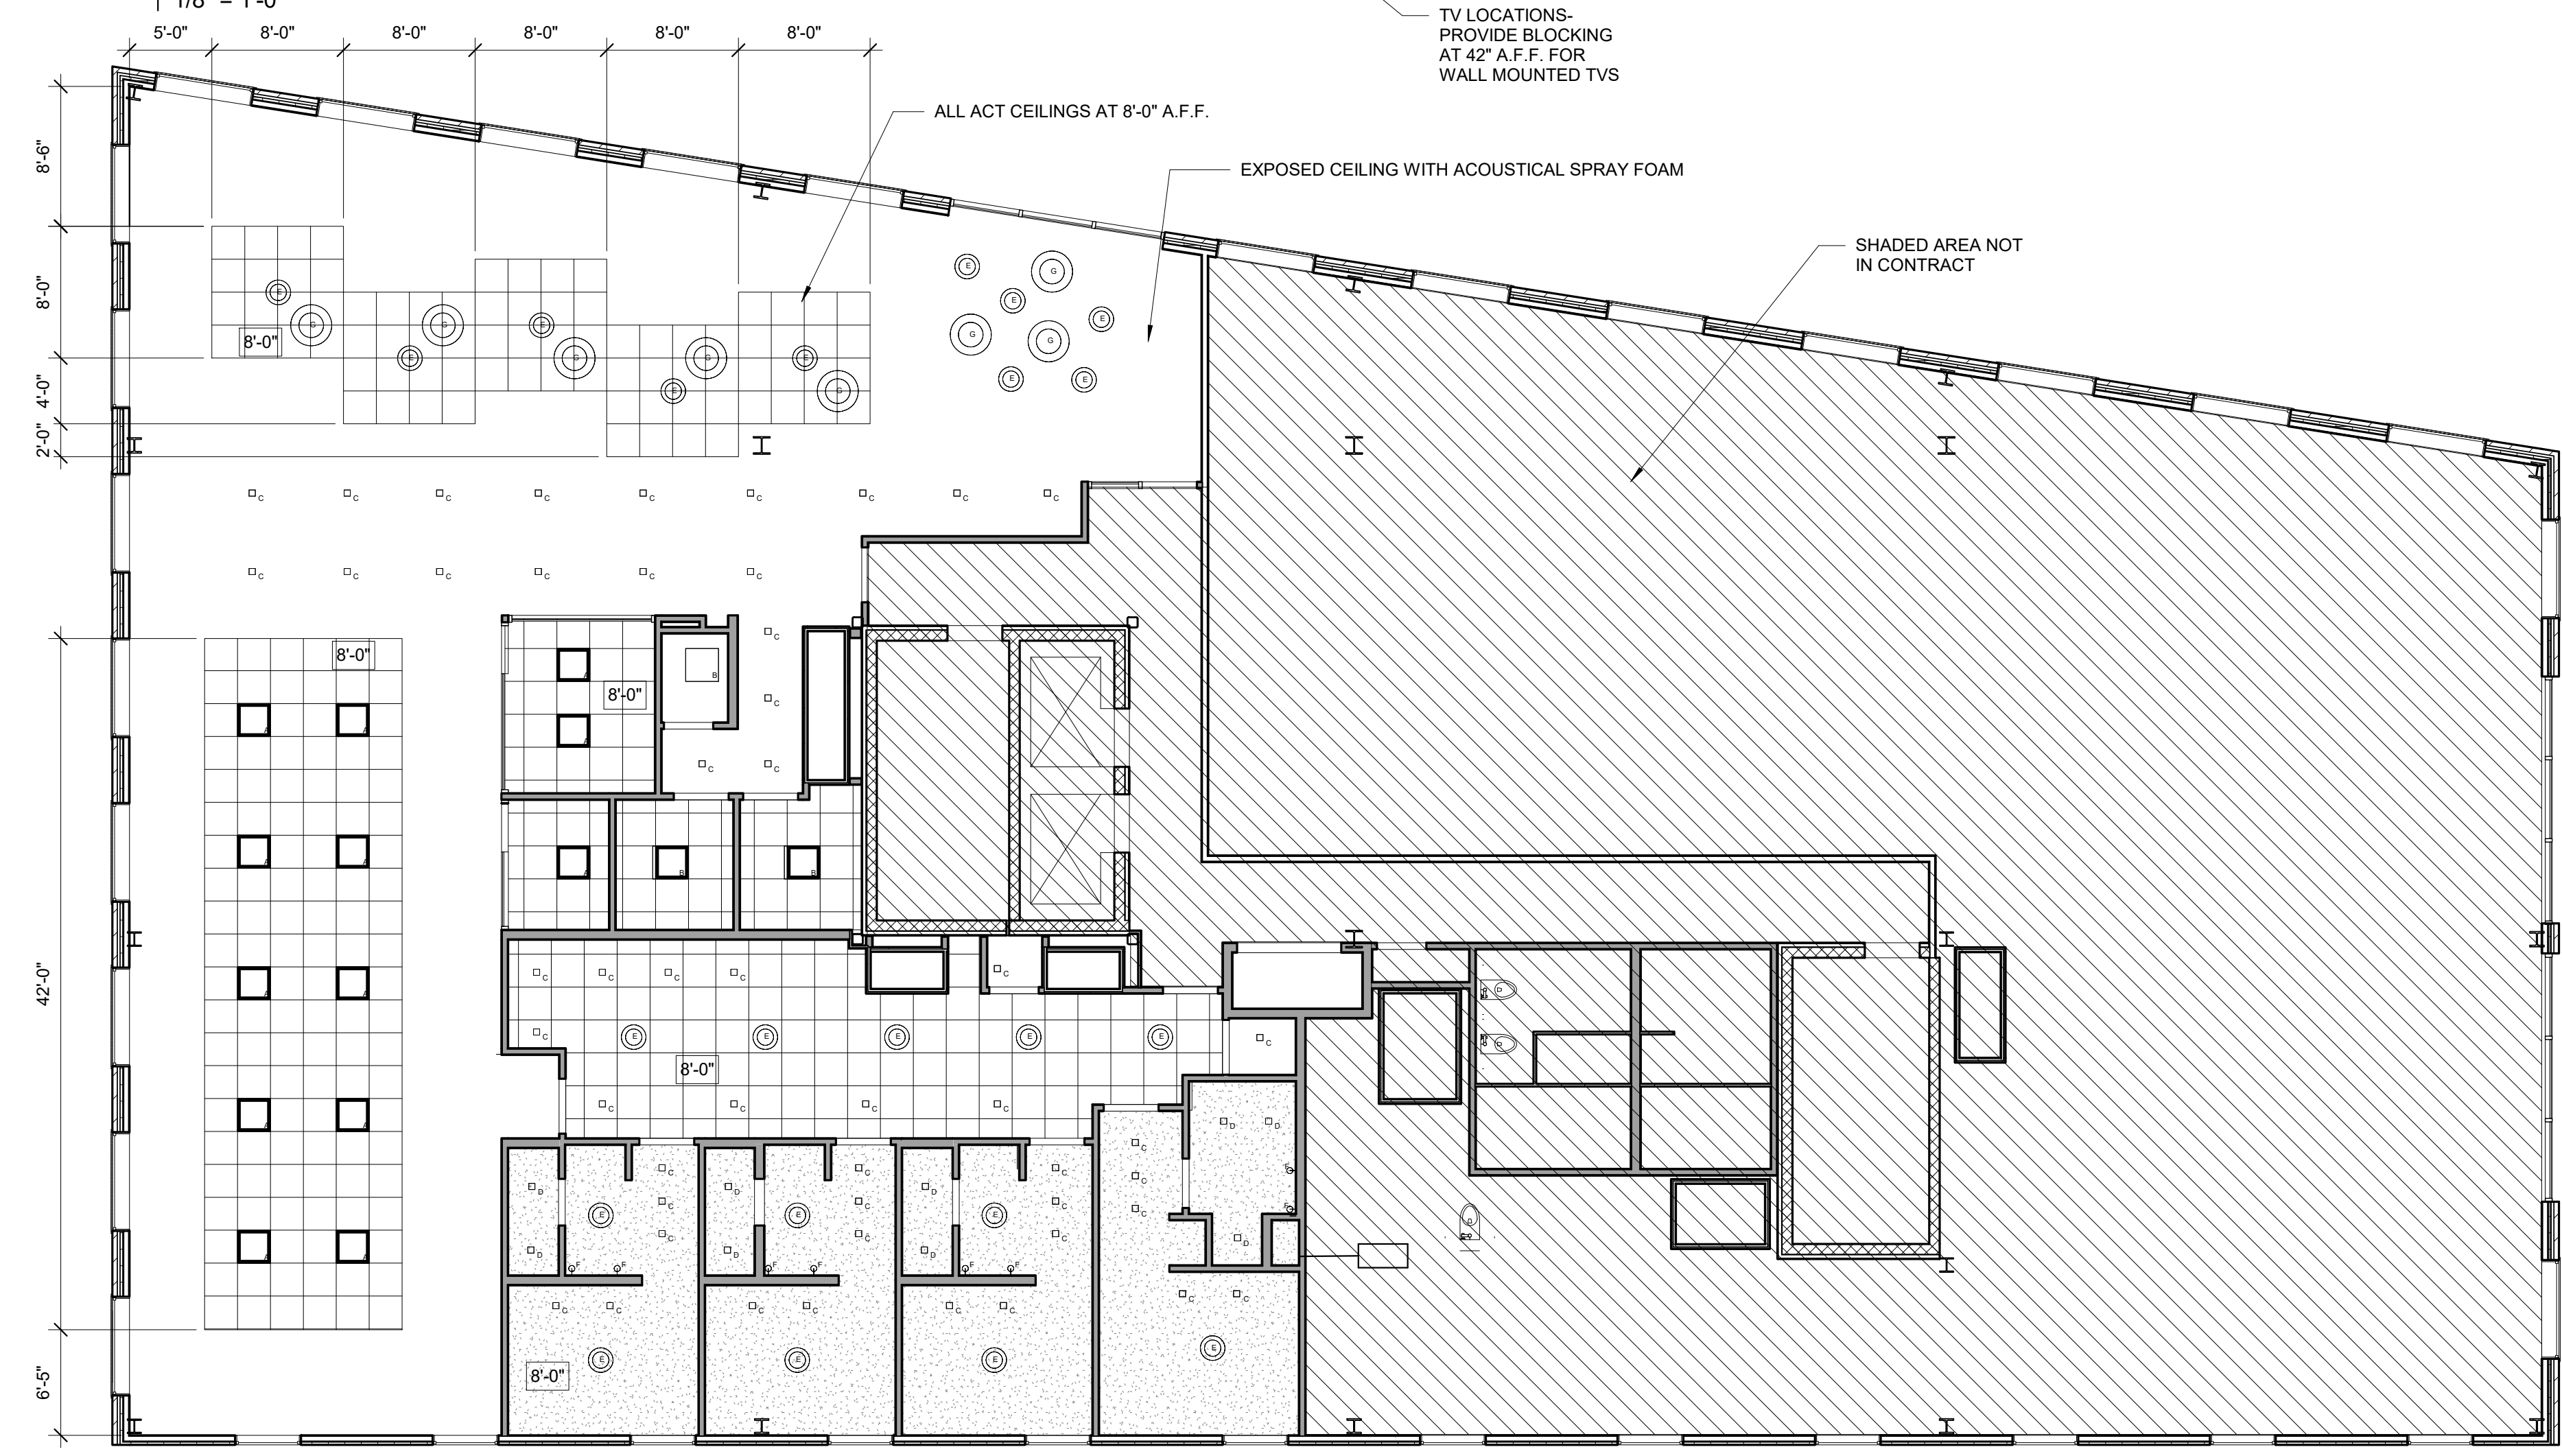 1/8" = 1'-0"
TV LOCATIONS-
PROVIDE BLOCKING
AT 42" A.F.F. FOR
WALL MOUNTED TVS
5'-0" 8'-0" 8'-0" 8'-0" 8'-0" 8'-0"
ALL ACT CEILINGS AT 8'-0" A.F.F.
EXPOSED CEILING WITH ACOUSTICAL SPRAY FOAM
SHADED AREA NOT
IN CONTRACT
8'-6"
8'-0"
4'-0"
2'-0"
42'-0"
6'-5"
E G
E E
E G
E G G
8'-0"
E G E G E
G E E
E G
C C C C C C C C C
C C C C C C
C
8'-0"
A
8'-0"
B
C
A A A
C C
A A A B B
C C C C C
A A
C E E E E E C
8'-0"
C C C C
A A D D
C
C C C C
F
D D D C
C C C
E E E C
F
C C C
D D D D
A A
F F F F F F
C C
C C C C C C
E
E E E
8'-0"